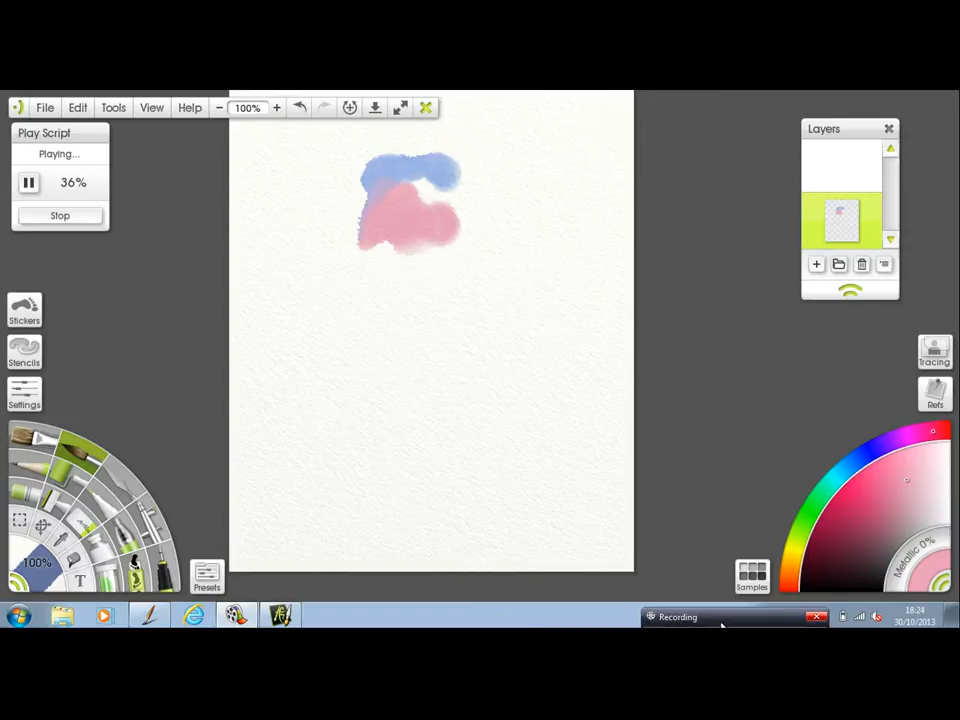 File Edit Tools View Help − 100% +
Play Script
Playing...
36%
Stop
Layers
Stickers
Stencils
Settings
Tracing
Refs
100%
T
Presets
Metallic 0%
Samples
Recording
18:24
30/10/2013